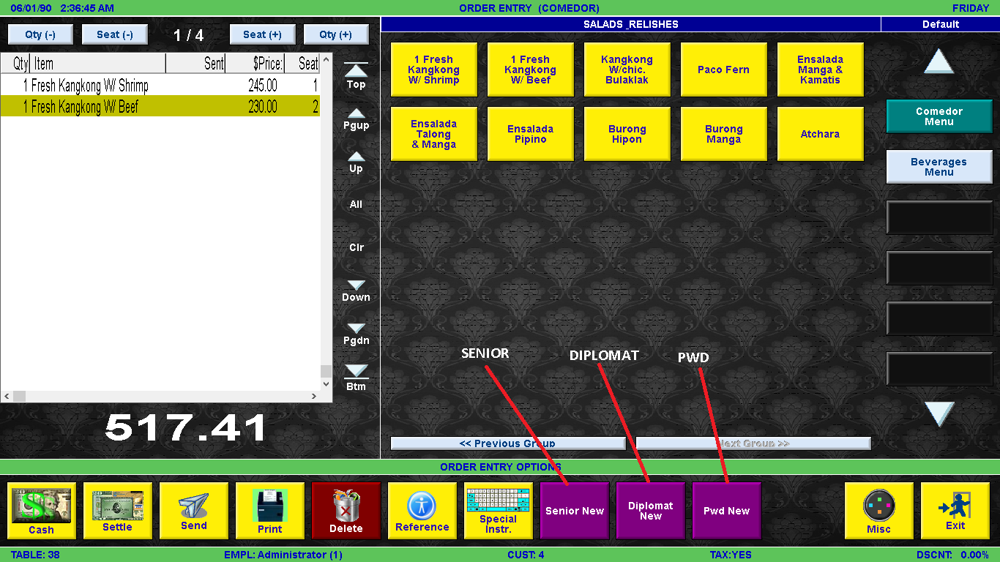 06/01/90 2:36:45 AM ORDER ENTRY (COMEDOR) FRIDAY
Qty (-) Seat (-) 1 / 4 Seat (+) Qty (+)
SALADS _RELISHES Default
Qty Item Sent $Price: Seat
1 Fresh Kangkong W/ Shrimp 245.00 1
1 Fresh Kangkong W/ Beef 230.00 2
Top
Pgup
Up
All
Clr
Down
Pgdn
Btm
517.41
1 Fresh
Kangkong
W/ Shrimp
1 Fresh
Kangkong
W/ Beef
Kangkong
W/chic.
Bulaklak
Paco Fern
Ensalada
Manga &
Kamatis
Ensalada
Talong
& Manga
Ensalada
Pipino
Burong
Hipon
Burong
Manga
Atchara
Comedor
Menu
Beverages
Menu
SENIOR DIPLOMAT PWD
<< Previous Group Next Group >>
ORDER ENTRY OPTIONS
Cash
Settle
Send
Print
Delete
Reference
Special
Instr.
Senior New
Diplomat
New
Pwd New
Misc
Exit
TABLE: 38 EMPL: Administrator (1) CUST: 4 TAX:YES DSCNT: 0.00%